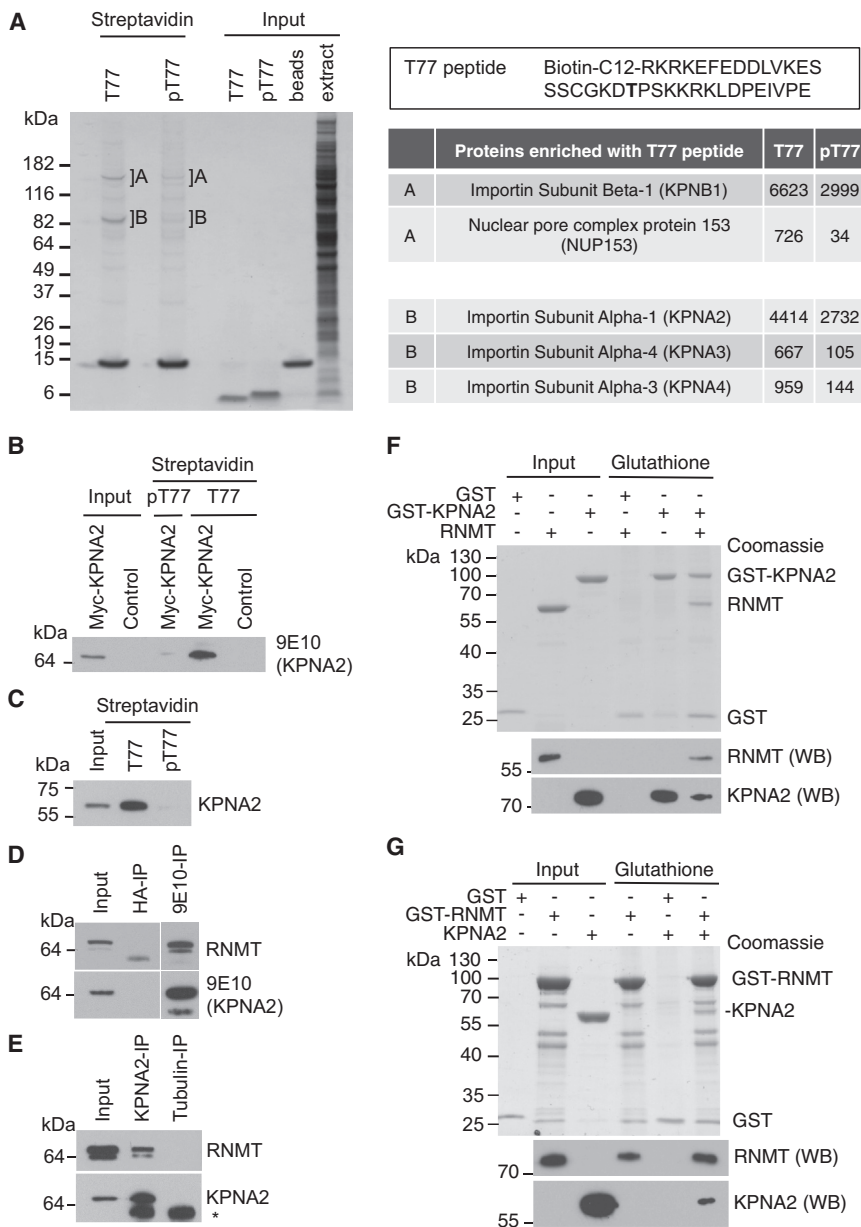 A
Streptavidin
Input
T77
pT77
T77
pT77
beads
extract
kDa
182
116
82
64
49
37
26
19
15
6
]A
]A
]B
]B
T77 peptide Biotin-C12-RKRKEFEDDLVKES
SSCGKDTPSKKRKLDPEIVPE
Proteins enriched with T77 peptide T77 pT77
A Importin Subunit Beta-1 (KPNB1) 6623 2999
A Nuclear pore complex protein 153 (NUP153) 726 34
B Importin Subunit Alpha-1 (KPNA2) 4414 2732
B Importin Subunit Alpha-4 (KPNA3) 667 105
B Importin Subunit Alpha-3 (KPNA4) 959 144
B
Streptavidin
Input pT77 T77
Myc-KPNA2
Control
Myc-KPNA2
Myc-KPNA2
Control
kDa
64
9E10
(KPNA2)
C
Streptavidin
Input
T77
pT77
kDa
75
55
KPNA2
D
Input
HA-IP
9E10-IP
kDa
64
RNMT
64
9E10
(KPNA2)
E
Input
KPNA2-IP
Tubulin-IP
kDa
64
RNMT
64
KPNA2
*
F
Input Glutathione
GST + - - + - -
GST-KPNA2 - - + - + +
RNMT - + - + - +
kDa
Coomassie
130
100
70
55
40
35
25
GST-KPNA2
RNMT
GST
55
RNMT (WB)
70
KPNA2 (WB)
G
Input Glutathione
GST + - - - + -
GST-RNMT - + - + - +
KPNA2 - - + - + +
kDa
Coomassie
130
100
70
55
40
35
25
GST-RNMT
-KPNA2
GST
70
RNMT (WB)
55
KPNA2 (WB)